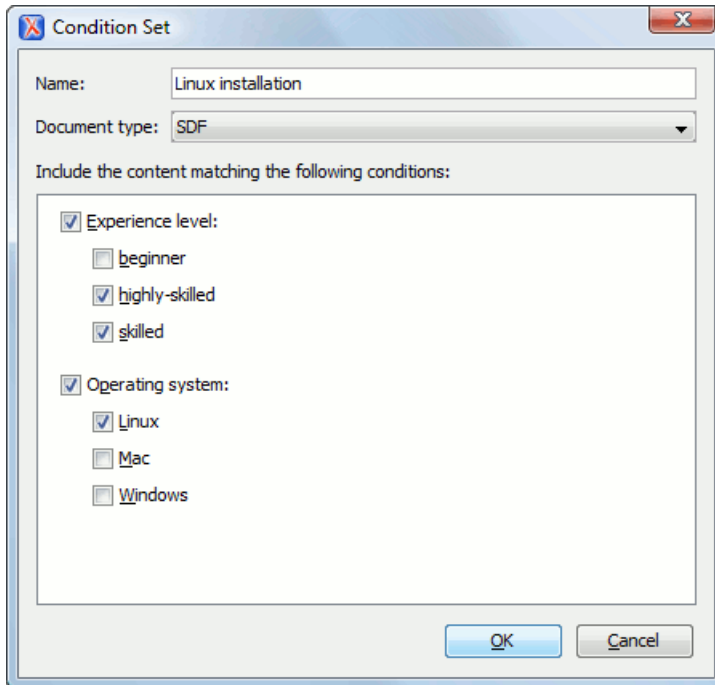 Condition Set
Name: Linux installation
Document type: SDF
Include the content matching the following conditions:
Experience level:
beginner
highly-skilled
skilled
Operating system:
Linux
Mac
Windows
OK Cancel